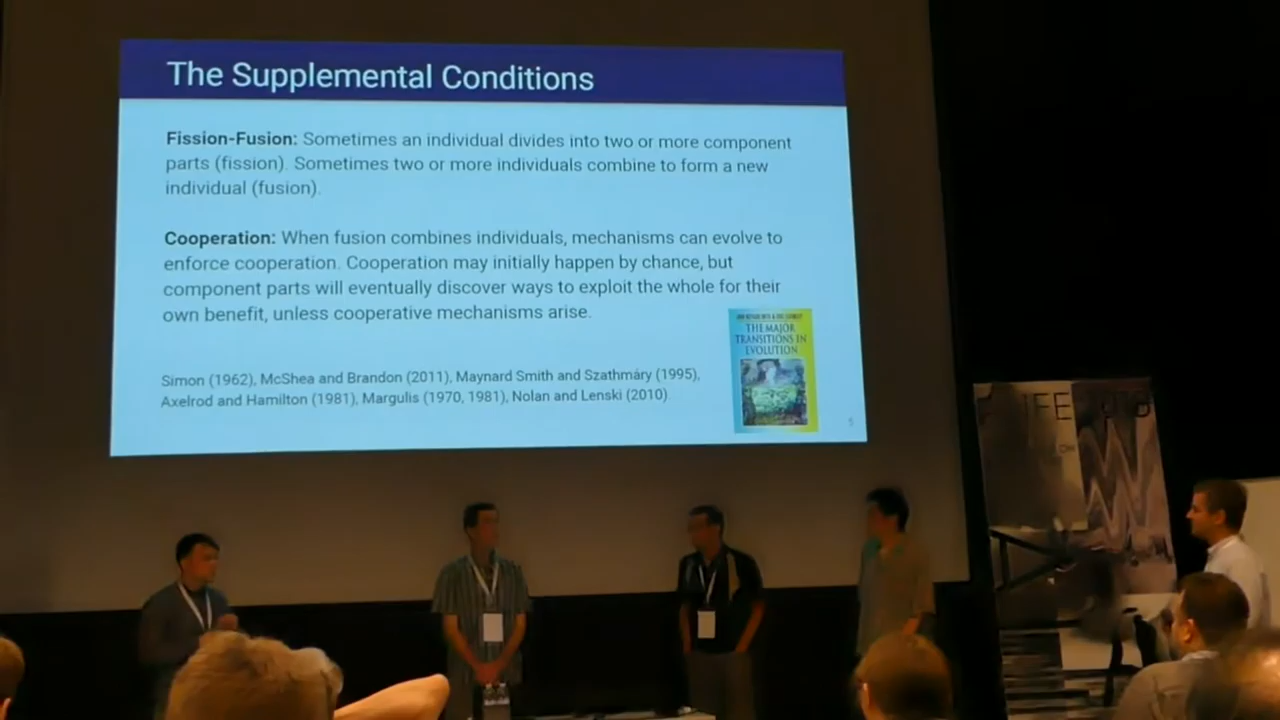 The Supplemental Conditions
Fission-Fusion: Sometimes an individual divides into two or more component
parts (fission). Sometimes two or more individuals combine to form a new
individual (fusion).
Cooperation: When fusion combines individuals, mechanisms can evolve to
enforce cooperation. Cooperation may initially happen by chance, but
component parts will eventually discover ways to exploit the whole for their
own benefit, unless cooperative mechanisms arise.
Simon (1962), McShea and Brandon (2011), Maynard Smith and Szathmáry (1995),
Axelrod and Hamilton (1981), Margulis (1970, 1981), Nolan and Lenski (2010)
THE MAJOR
TRANSITIONS IN
EVOLUTION
5